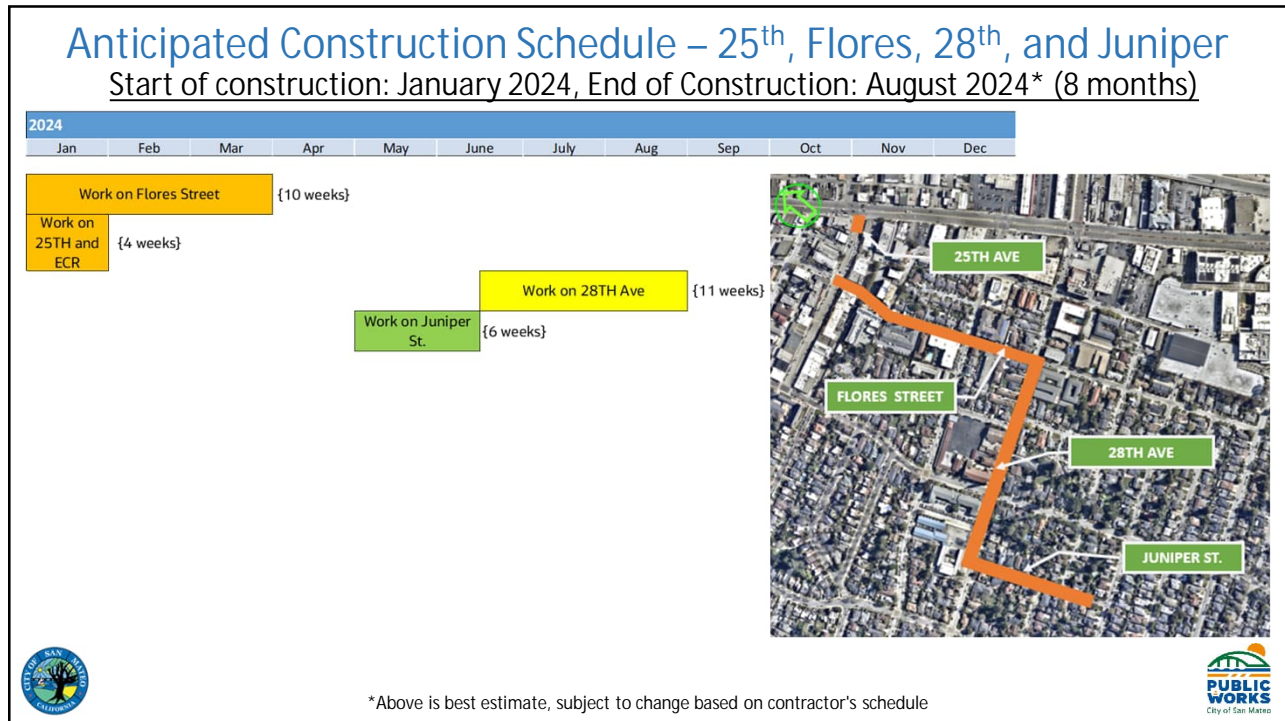 Anticipated Construction Schedule – 25th, Flores, 28th, and Juniper
Start of construction: January 2024, End of Construction: August 2024* (8 months)
2024
Jan Feb Mar Apr May June July Aug Sep Oct Nov Dec
Work on Flores Street {10 weeks}
Work on
25TH and
ECR
{4 weeks}
Work on 28TH Ave {11 weeks}
Work on Juniper
St.
{6 weeks}
25TH AVE
FLORES STREET
28TH AVE
JUNIPER ST.
CITY OF SAN MATEO
CALIFORNIA
*Above is best estimate, subject to change based on contractor's schedule
PUBLIC
WORKS
City of San Mateo